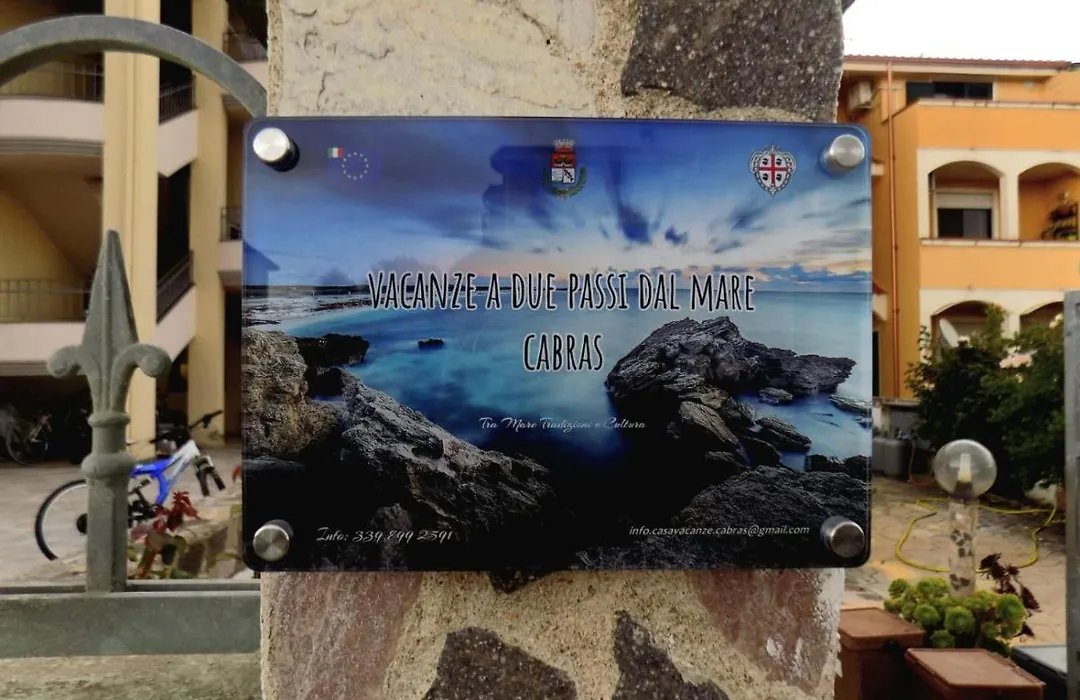 VACANZE A DUE PASSI DAL MARE
CABRAS
Tra Mare Tradizioni e Cultura
Info: 339 899 2591
info.casavacanze.cabras@gmail.com